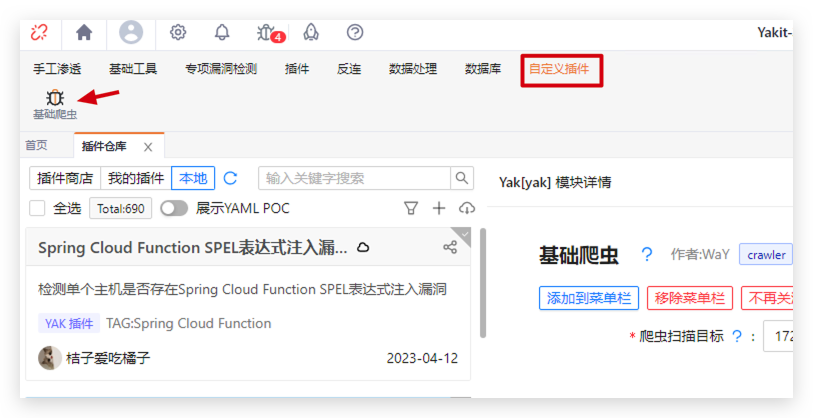 4
Yakit-
手工渗透 基础工具 专项漏洞检测 插件 反连 数据处理 数据库 自定义插件
基础爬虫
首页 插件仓库
插件商店 我的插件 本地 输入关键字搜索
Yak[yak] 模块详情
全选 Total:690 展示YAML POC
Spring Cloud Function SPEL表达式注入漏...
检测单个主机是否存在Spring Cloud Function SPEL表达式注入漏洞
YAK 插件 TAG:Spring Cloud Function
桔子爱吃橘子 2023-04-12
基础爬虫 ? 作者:WaY crawler
添加到菜单栏 移除菜单栏 不再关
* 爬虫扫描目标 ? : 172